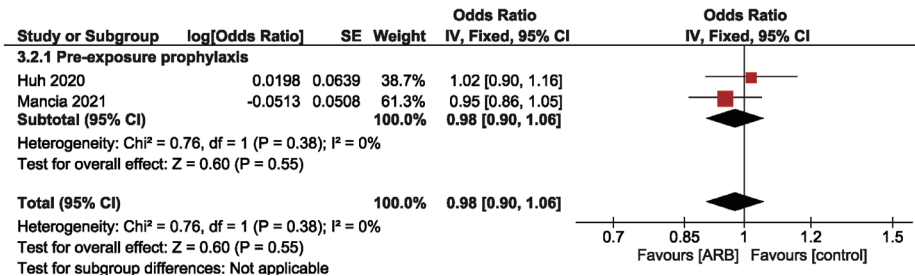 Odds Ratio Odds Ratio
Study or Subgroup log[Odds Ratio] SE Weight IV, Fixed, 95% CI IV, Fixed, 95% CI
3.2.1 Pre-exposure prophylaxis
Huh 2020 0.0198 0.0639 38.7% 1.02 [0.90, 1.16]
Mancia 2021 -0.0513 0.0508 61.3% 0.95 [0.86, 1.05]
Subtotal (95% CI) 100.0% 0.98 [0.90, 1.06]
Heterogeneity: Chi² = 0.76, df = 1 (P = 0.38); I² = 0%
Test for overall effect: Z = 0.60 (P = 0.55)
Total (95% CI) 100.0% 0.98 [0.90, 1.06]
Heterogeneity: Chi² = 0.76, df = 1 (P = 0.38); I² = 0%
Test for overall effect: Z = 0.60 (P = 0.55)
Test for subgroup differences: Not applicable
0.7 0.85 1 1.2 1.5
Favours [ARB] Favours [control]